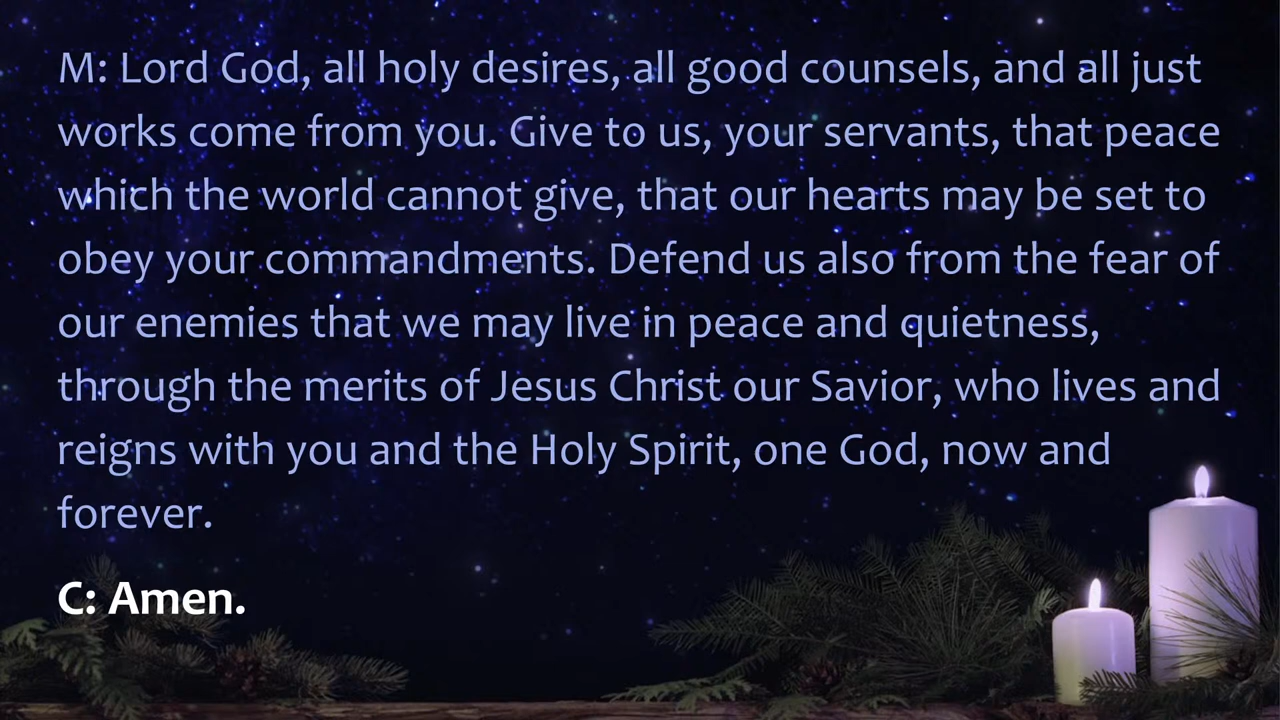 M: Lord God, all holy desires, all good counsels, and all just
works come from you. Give to us, your servants, that peace
which the world cannot give, that our hearts may be set to
obey your commandments. Defend us also from the fear of
our enemies that we may live in peace and quietness,
through the merits of Jesus Christ our Savior, who lives and
reigns with you and the Holy Spirit, one God, now and
forever.
C: Amen.